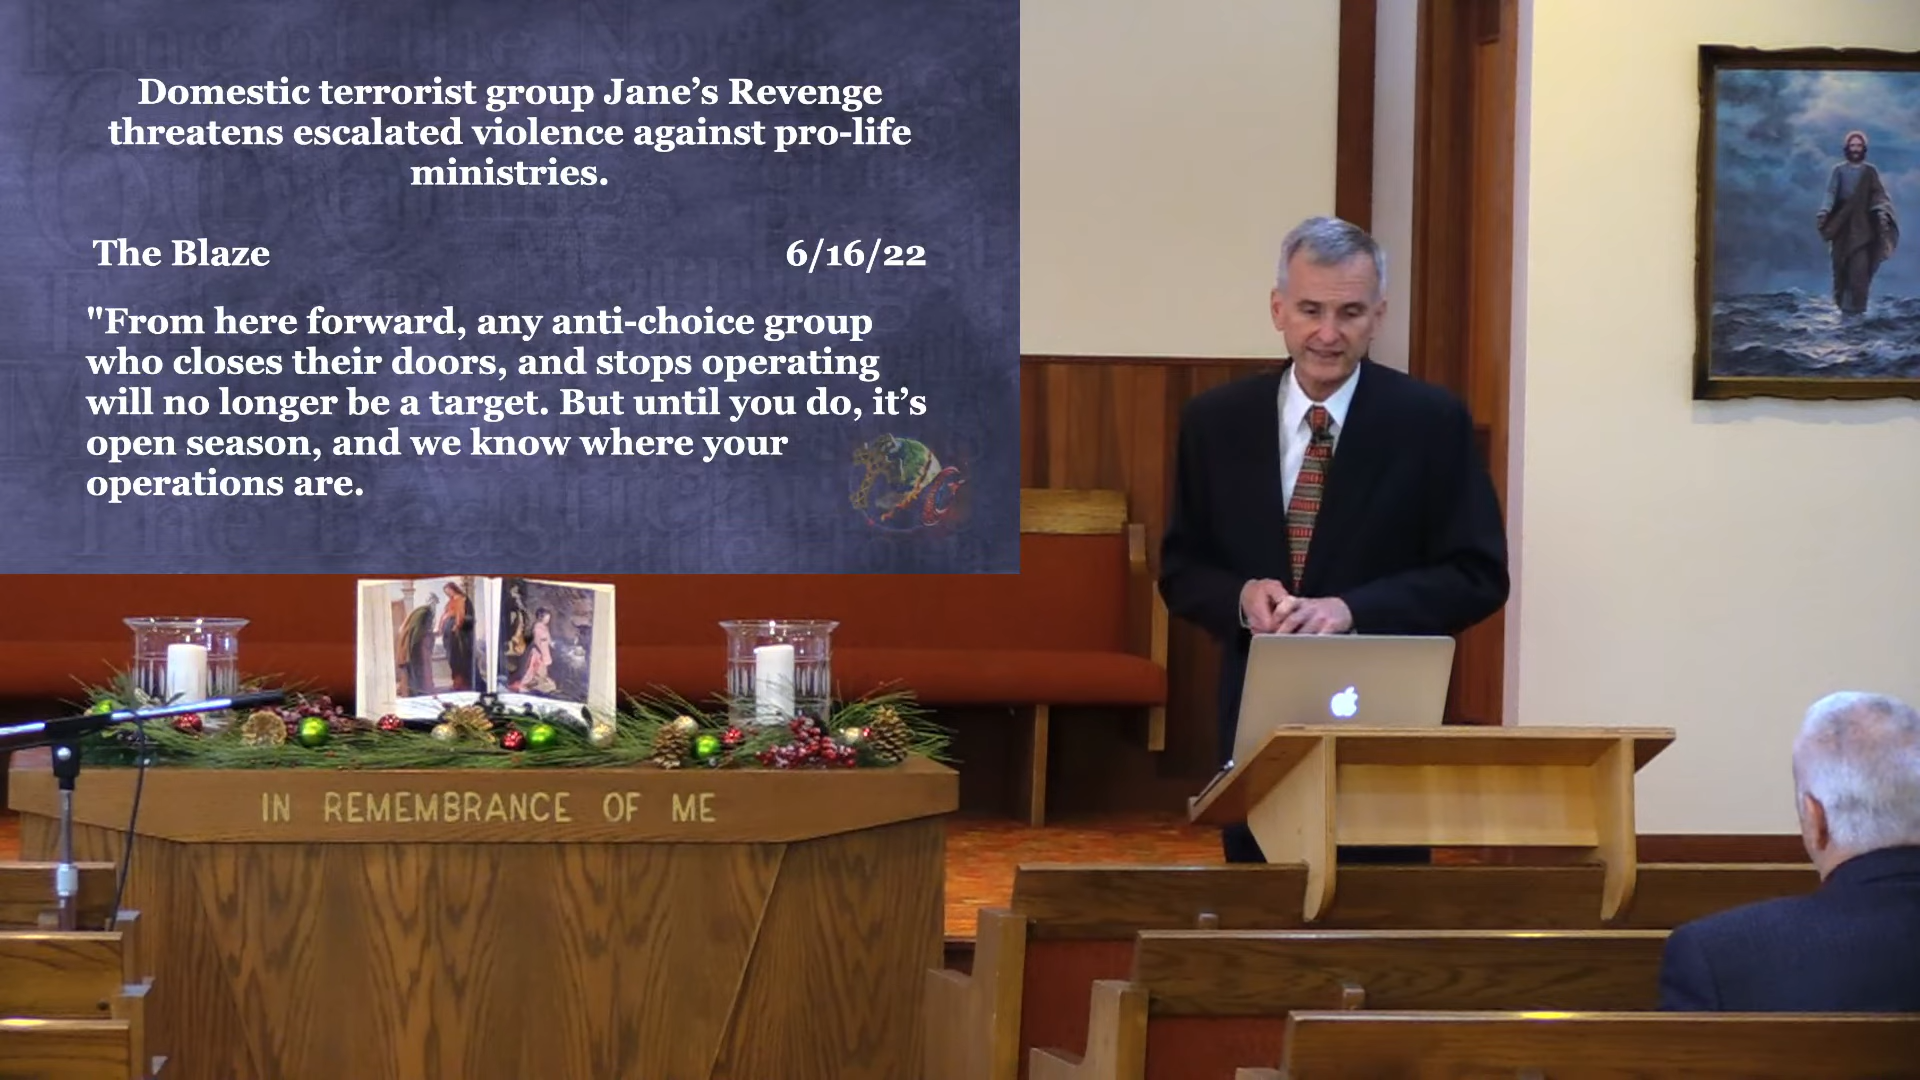 Domestic terrorist group Jane’s Revenge
threatens escalated violence against pro-life
ministries.
The Blaze 6/16/22
"From here forward, any anti-choice group
who closes their doors, and stops operating
will no longer be a target. But until you do, it’s
open season, and we know where your
operations are.
IN REMEMBRANCE OF ME